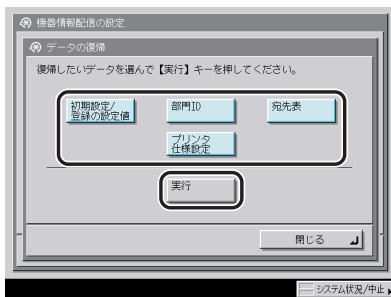 機器情報配信の設定
データの復帰
復帰したいデータを選んで【実行】キーを押してください。
初期設定/
登録の設定値
部門ID
宛先表
プリンタ
仕様設定
実行
閉じる
システム状況/中止